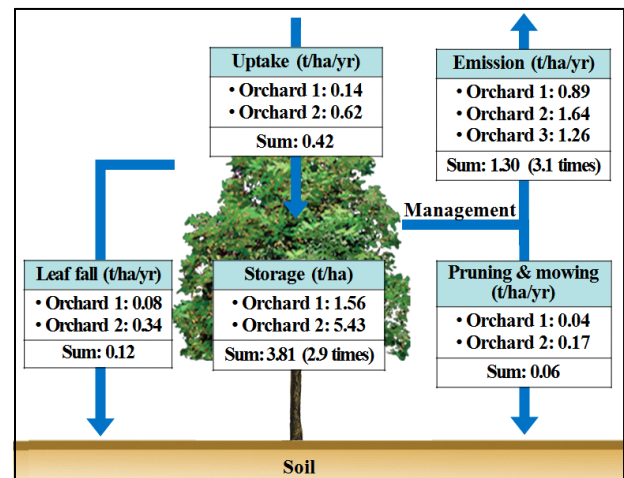 Uptake (t/ha/yr)
• Orchard 1: 0.14
• Orchard 2: 0.62
Sum: 0.42
Emission (t/ha/yr)
• Orchard 1: 0.89
• Orchard 2: 1.64
• Orchard 3: 1.26
Sum: 1.30 (3.1 times)
Management
Leaf fall (t/ha/yr)
• Orchard 1: 0.08
• Orchard 2: 0.34
Sum: 0.12
Storage (t/ha)
• Orchard 1: 1.56
• Orchard 2: 5.43
Sum: 3.81 (2.9 times)
Pruning & mowing
(t/ha/yr)
• Orchard 1: 0.04
• Orchard 2: 0.17
Sum: 0.06
Soil